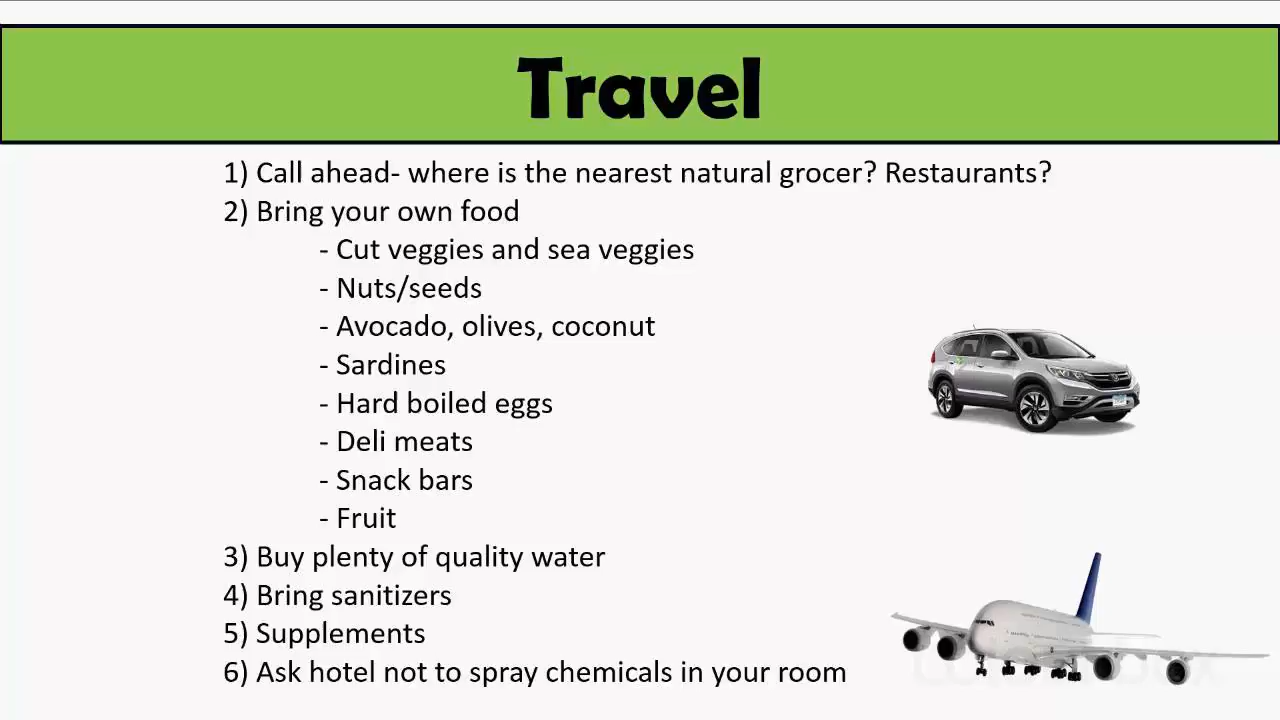 Travel
1) Call ahead- where is the nearest natural grocer? Restaurants?
2) Bring your own food
- Cut veggies and sea veggies
- Nuts/seeds
- Avocado, olives, coconut
- Sardines
- Hard boiled eggs
- Deli meats
- Snack bars
- Fruit
3) Buy plenty of quality water
4) Bring sanitizers
5) Supplements
6) Ask hotel not to spray chemicals in your room